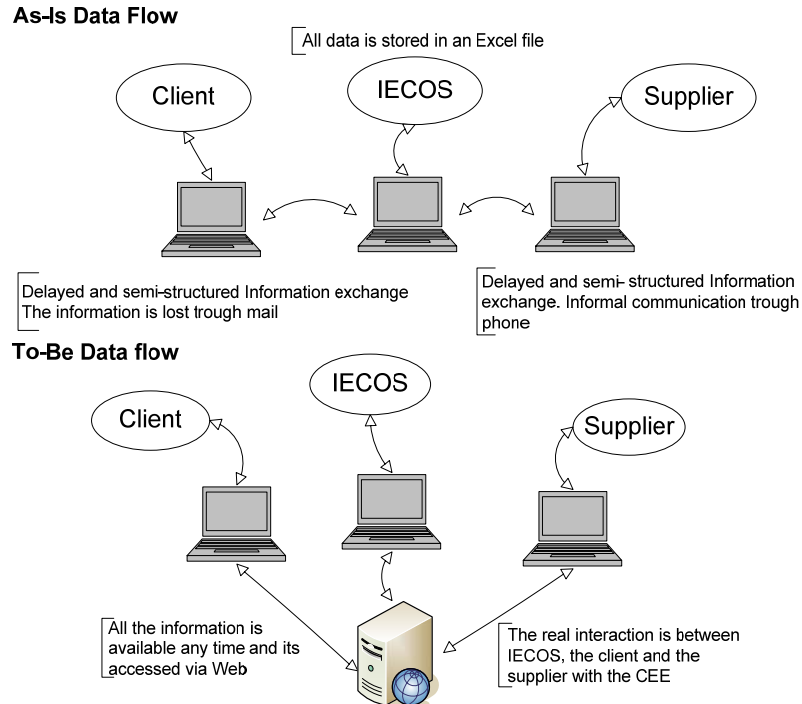 As-Is Data Flow
All data is stored in an Excel file
Client
IECOS
Supplier
Delayed and semi-structured Information exchange
The information is lost trough mail
Delayed and semi- structured Information
exchange. Informal communication trough
phone
To-Be Data flow
IECOS
Client
Supplier
All the information is
available any time and its
accessed via Web
The real interaction is between
IECOS, the client and the
supplier with the CEE